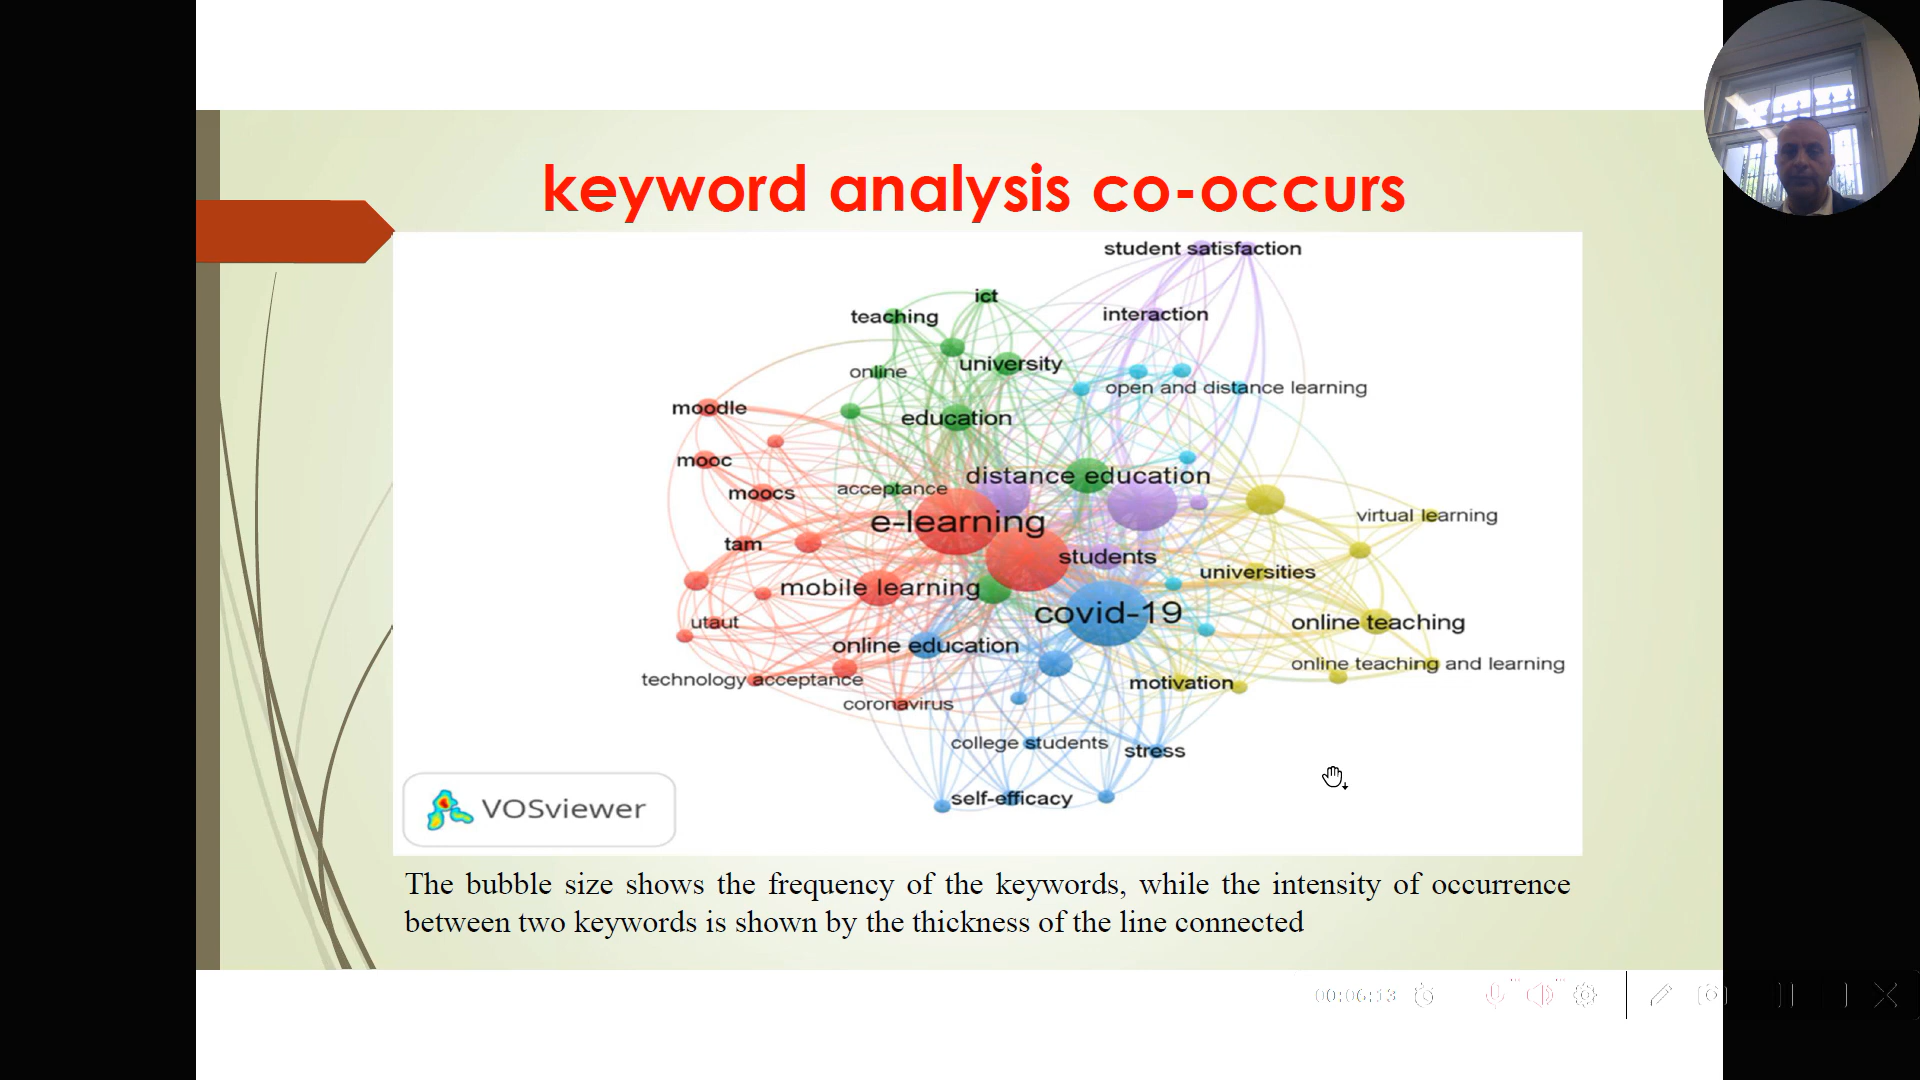 keyword analysis co-occurs
student satisfaction
ict
teaching
interaction
university
online
open and distance learning
moodle
education
mooc
distance education
moocs
acceptance
e-learning
virtual learning
tam
students
universities
mobile learning
covid-19
utaut
online teaching
online education
online teaching and learning
technology acceptance
motivation
coronavirus
college students
stress
self-efficacy
VOSviewer
The bubble size shows the frequency of the keywords, while the intensity of occurrence
between two keywords is shown by the thickness of the line connected
00:06:13